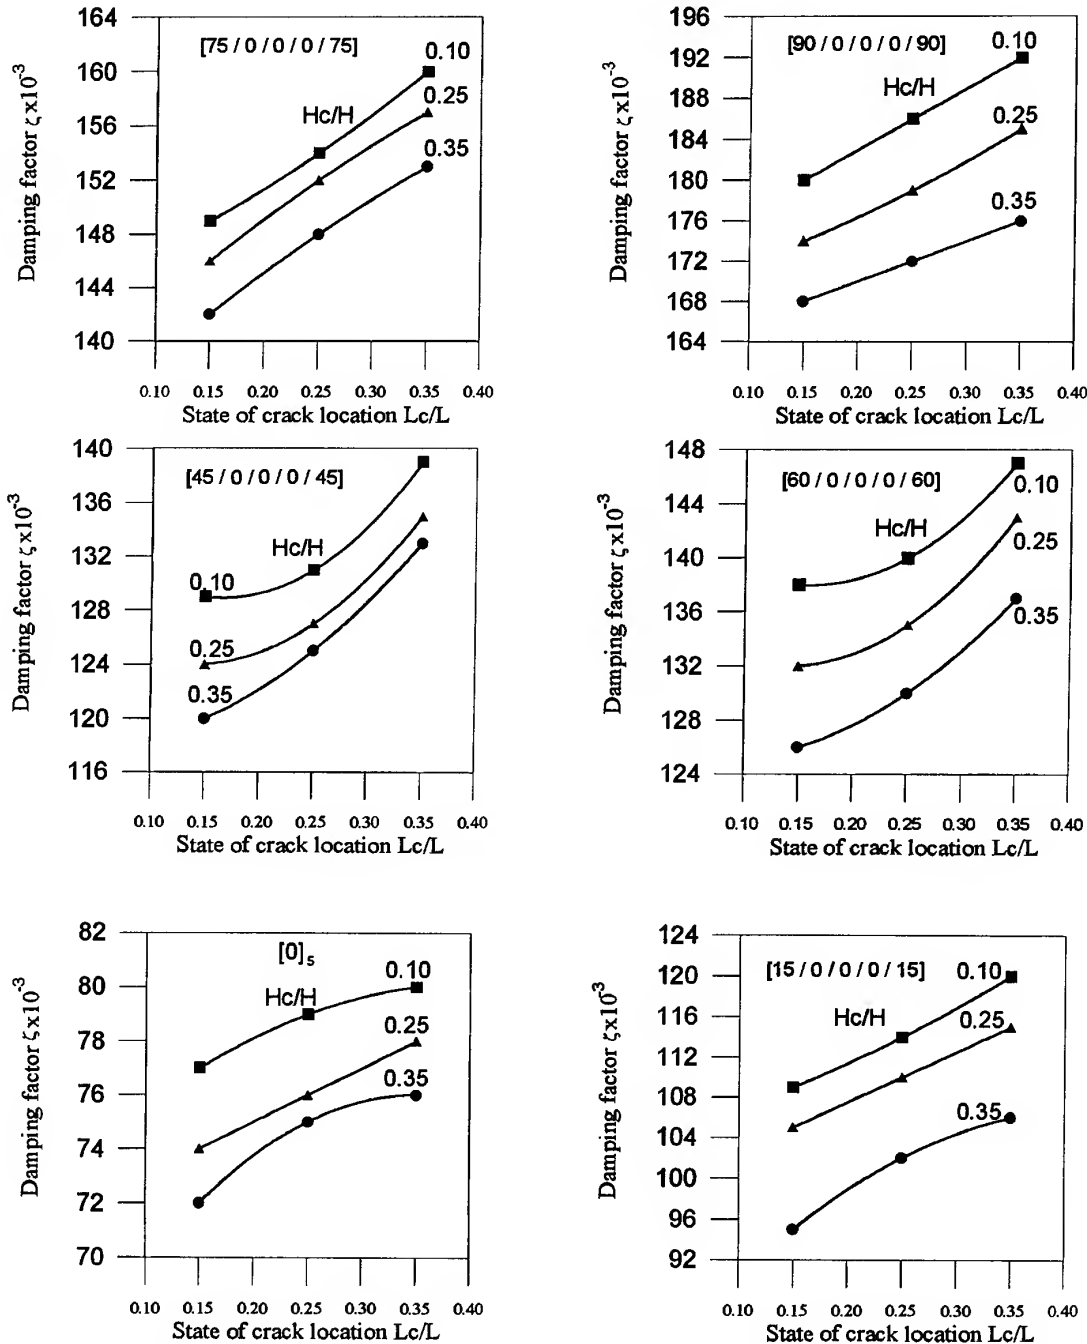 164
160
156
152
148
144
140
Damping factor ζx10⁻³
[75 / 0 / 0 / 0 / 75]
Hc/H
0.10
0.25
0.35
0.10 0.15 0.20 0.25 0.30 0.35 0.40
State of crack location Lc/L
196
192
188
184
180
176
172
168
164
Damping factor ζx10⁻³
[90 / 0 / 0 / 0 / 90]
Hc/H
0.10
0.25
0.35
0.10 0.15 0.20 0.25 0.30 0.35 0.40
State of crack location Lc/L
140
136
132
128
124
120
116
Damping factor ζx10⁻³
[45 / 0 / 0 / 0 / 45]
Hc/H
0.10
0.25
0.35
0.10 0.15 0.20 0.25 0.30 0.35 0.40
State of crack location Lc/L
148
144
140
136
132
128
124
Damping factor ζx10⁻³
[60 / 0 / 0 / 0 / 60]
Hc/H
0.10
0.25
0.35
0.10 0.15 0.20 0.25 0.30 0.35 0.40
State of crack location Lc/L
82
80
78
76
74
72
70
Damping factor ζx10⁻³
[0]s
Hc/H
0.10
0.25
0.35
0.10 0.15 0.20 0.25 0.30 0.35 0.40
State of crack location Lc/L
124
120
116
112
108
104
100
96
92
Damping factor ζx10⁻³
[15 / 0 / 0 / 0 / 15]
Hc/H
0.10
0.25
0.35
0.10 0.15 0.20 0.25 0.30 0.35 0.40
State of crack location Lc/L